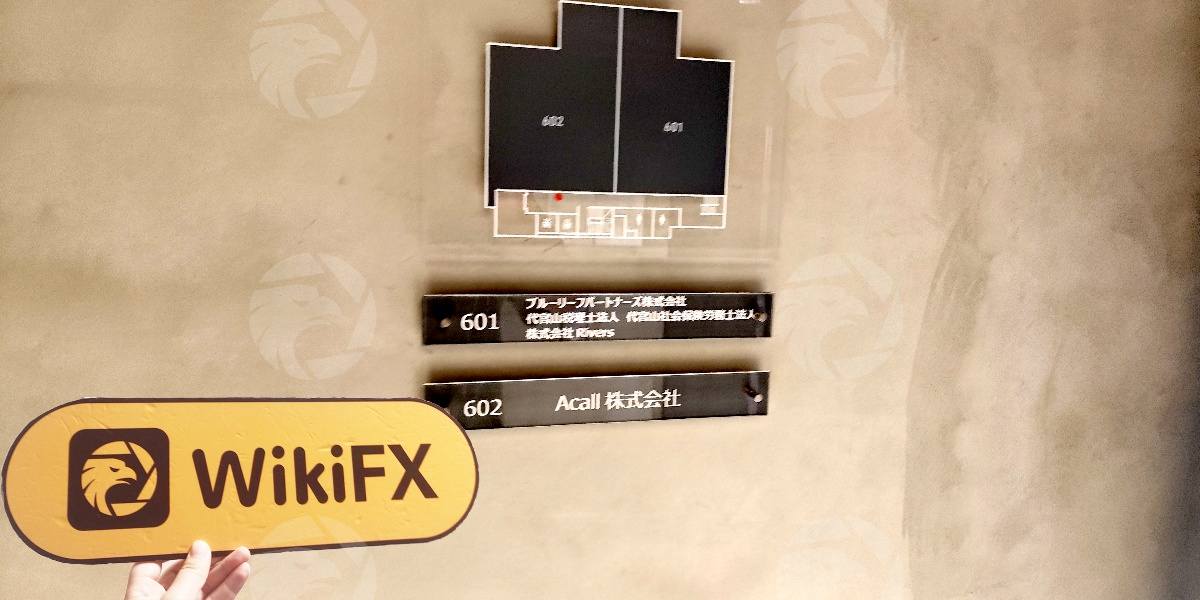 602
601
601
ブルーリーフパートナーズ株式会社
代官山税理士法人 代官山社会保険労務士法人
株式会社 Rivers
602
Acall 株式会社
WikiFX